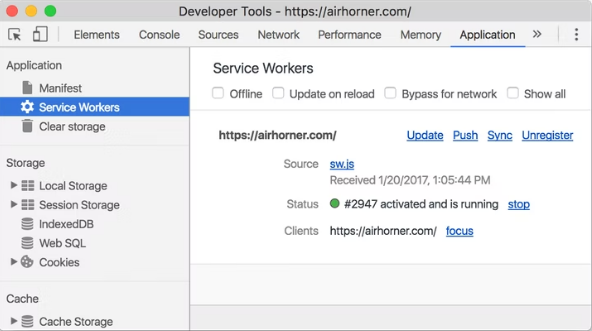 Developer Tools - https://airhorner.com/
Elements Console Sources Network Performance Memory Application »
Application
Manifest
Service Workers
Clear storage
Storage
Local Storage
Session Storage
IndexedDB
Web SQL
Cookies
Cache
Cache Storage
Service Workers
Offline Update on reload Bypass for network Show all
https://airhorner.com/ Update Push Sync Unregister
Source sw.js
Received 1/20/2017, 1:05:44 PM
Status #2947 activated and is running stop
Clients https://airhorner.com/ focus